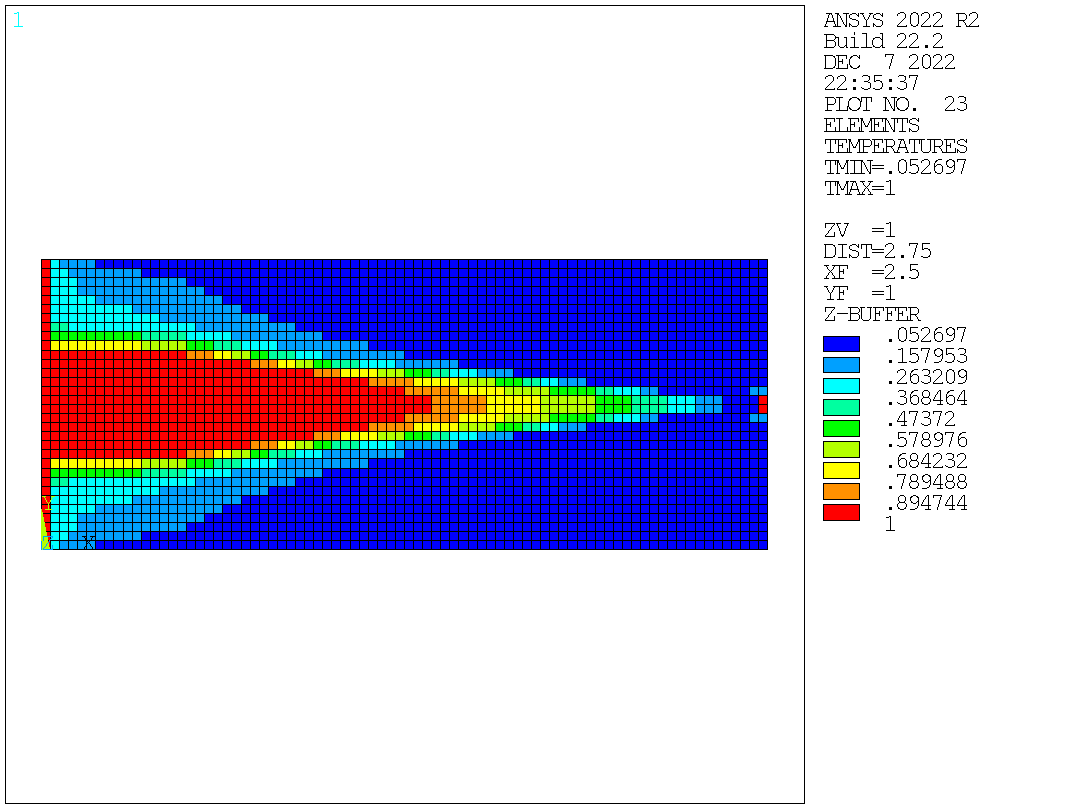 1
ANSYS 2022 R2
Build 22.2
DEC  7 2022
22:35:37
PLOT NO.  23
ELEMENTS
TEMPERATURES
TMIN=.052697
TMAX=1
ZV  =1
DIST=2.75
XF  =2.5
YF  =1
Z-BUFFER
.052697
.157953
.263209
.368464
.47372
.578976
.684232
.789488
.894744
1
Y
Z X